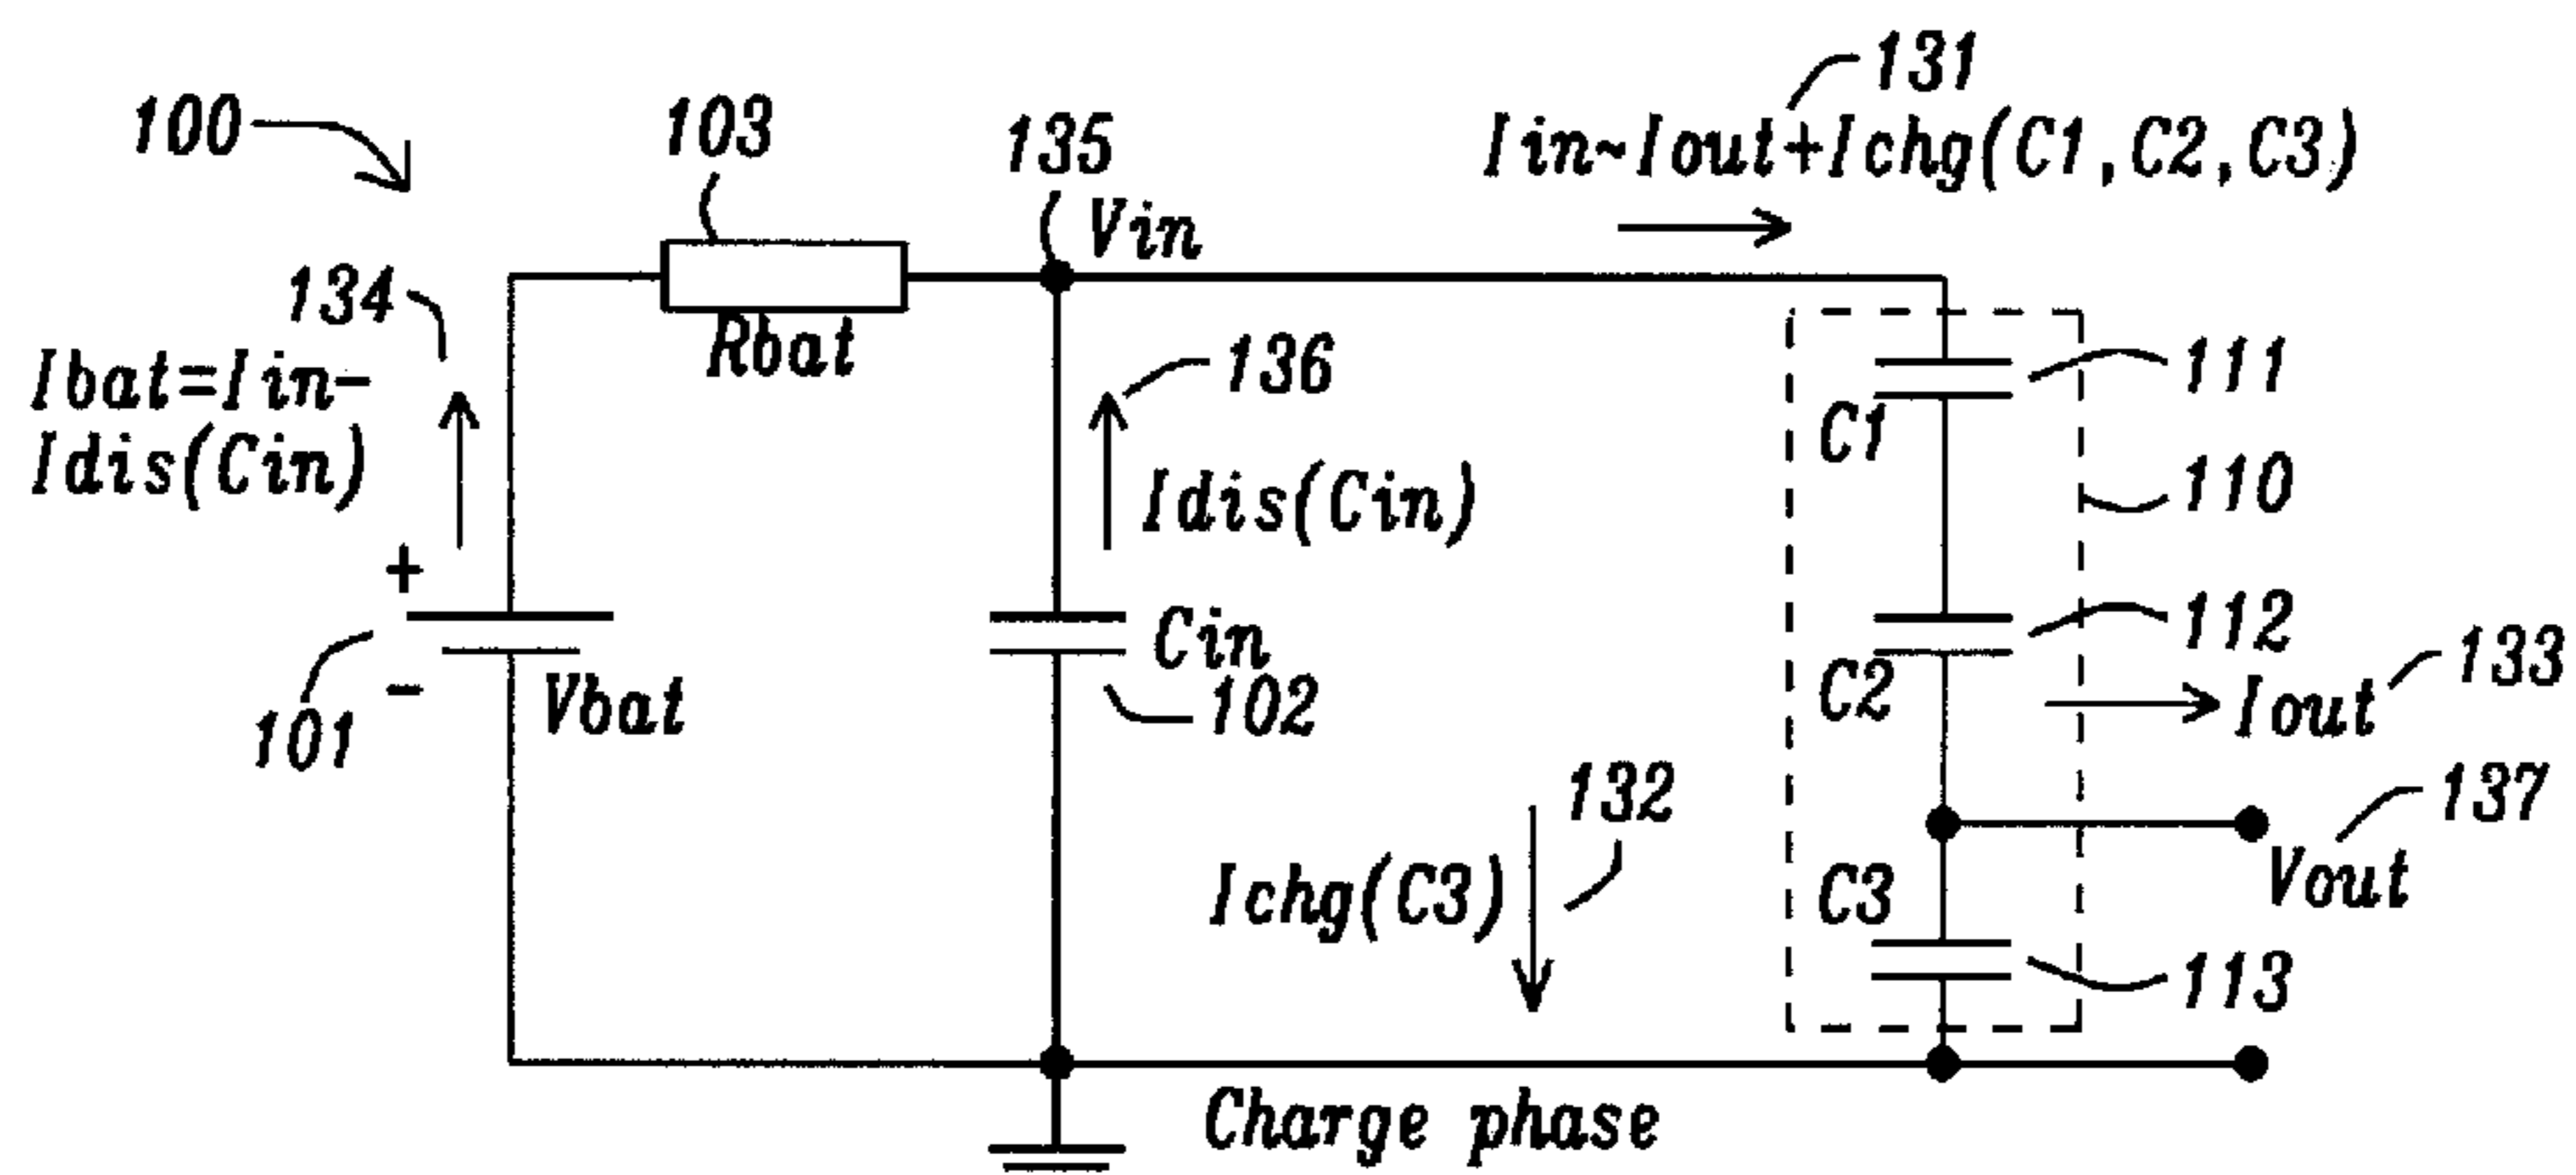 100
103
135
131
Iin~Iout+Ichg(C1,C2,C3)
Vin
134
Ibat=Iin-
Idis(Cin)
Rbat
136
111
C1
Idis(Cin)
110
+
-
101
Vbat
Cin
102
112
C2
133
Iout
132
137
Ichg(C3)
C3
Vout
113
Charge phase